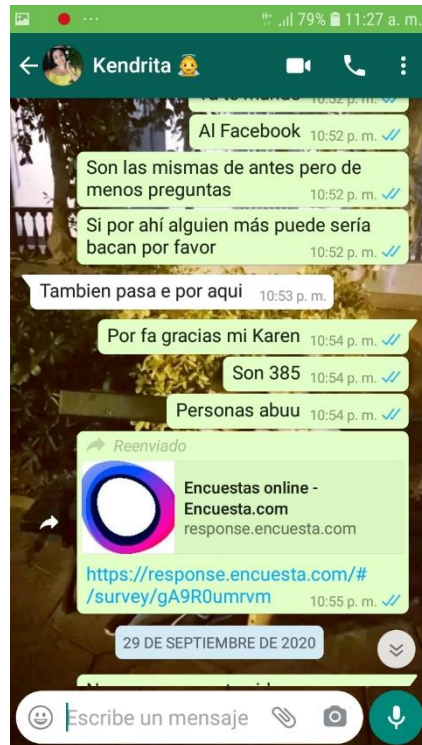 79% 11:27 a. m.
Kendrita
10:52 p. m.
Al Facebook 10:52 p. m.
Son las mismas de antes pero de
menos preguntas 10:52 p. m.
Si por ahí alguien más puede sería
bacan por favor 10:52 p. m.
Tambien pasa e por aqui 10:53 p. m.
Por fa gracias mi Karen 10:54 p. m.
Son 385 10:54 p. m.
Personas abuu 10:54 p. m.
Reenviado
Encuestas online -
Encuesta.com
response.encuesta.com
https://response.encuesta.com/#
/survey/gA9R0umrvm 10:55 p. m.
29 DE SEPTIEMBRE DE 2020
Escribe un mensaje